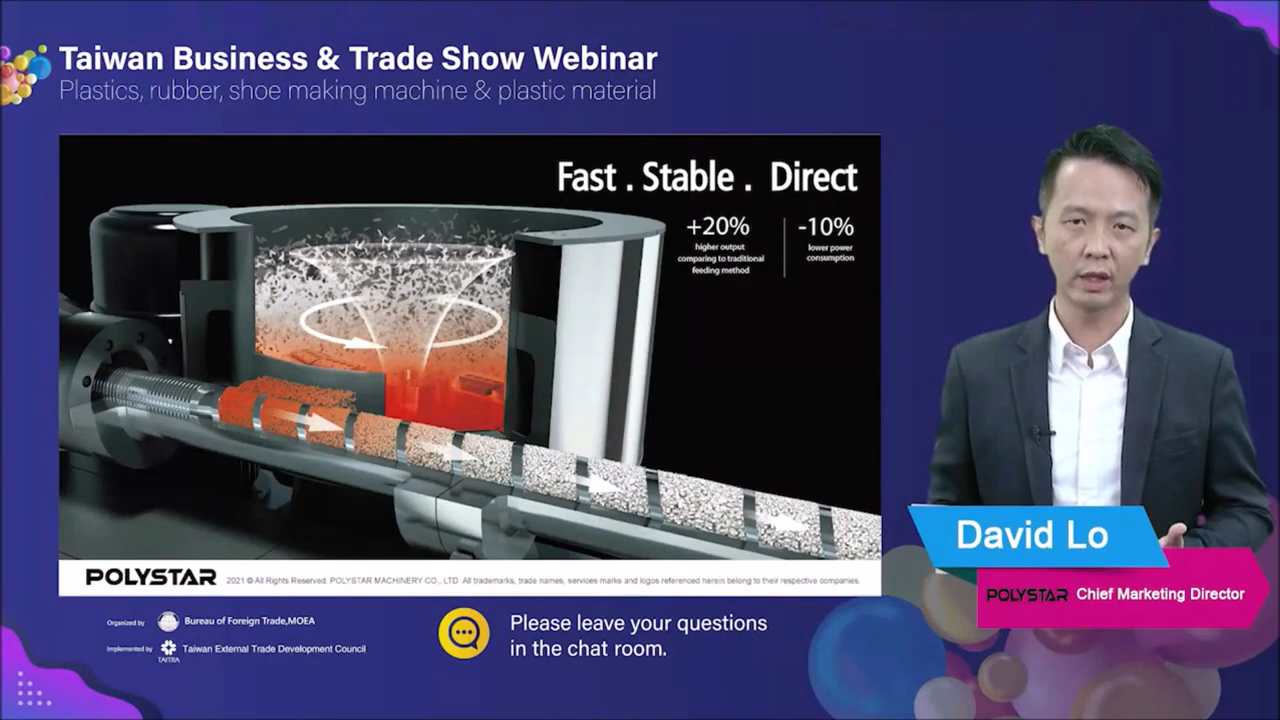 Taiwan Business & Trade Show Webinar
Plastics, rubber, shoe making machine & plastic material
Fast . Stable . Direct
+20%
higher output
comparing to traditional
feeding method
-10%
lower power
consumption
POLYSTAR
2021 © All Rights Reserved. POLYSTAR MACHINERY CO., LTD All trademarks, trade names, services marks and logos referenced herein belong to their respective companies.
David Lo
POLYSTAR Chief Marketing Director
Organized by Bureau of Foreign Trade,MOEA
Implemented by TAITRA Taiwan External Trade Development Council
Please leave your questions
in the chat room.